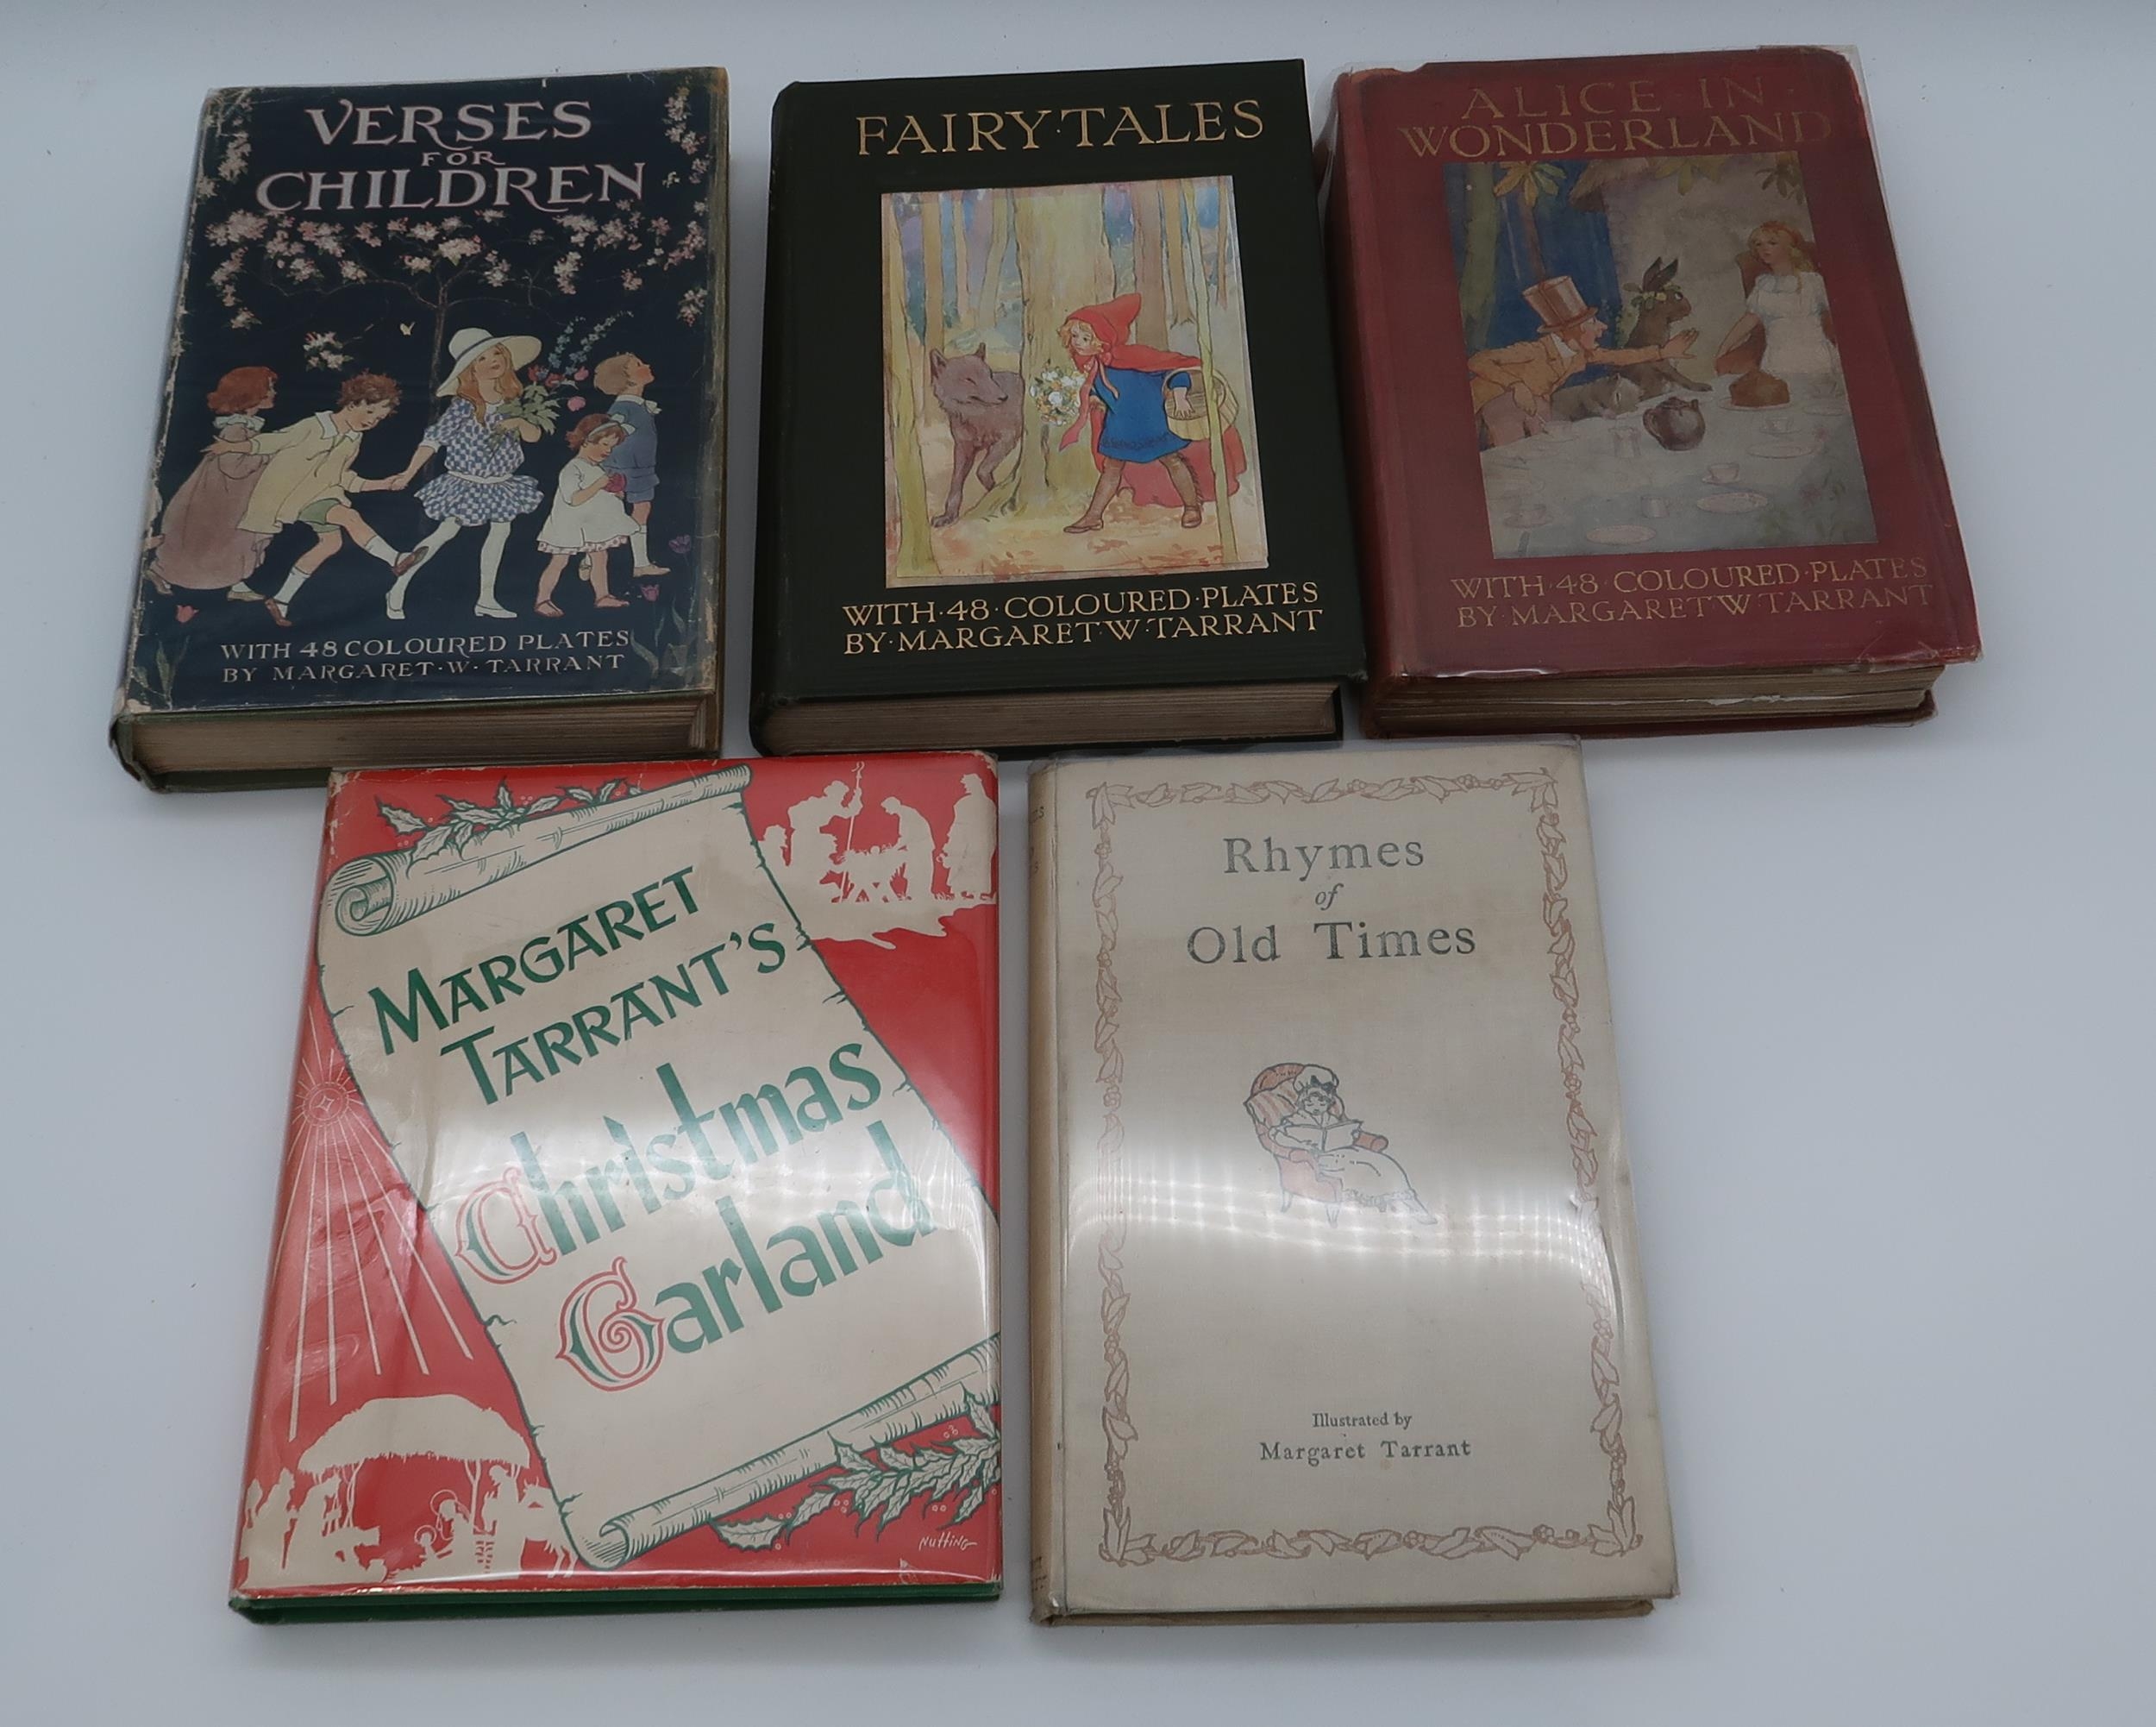 VERSES
FOR
CHILDREN
WITH 48 COLOURED PLATES
BY MARGARET·W·TARRANT
FAIRY·TALES
WITH·48·COLOURED·PLATES
BY·MARGARET·W·TARRANT
ALICE·IN·
WONDERLAND
WITH·48·COLOURED·PLATES
BY·MARGARET·W·TARRANT
MARGARET
TARRANT'S
Christmas
Garland
Nutting
Rhymes
of
Old Times
Illustrated by
Margaret Tarrant